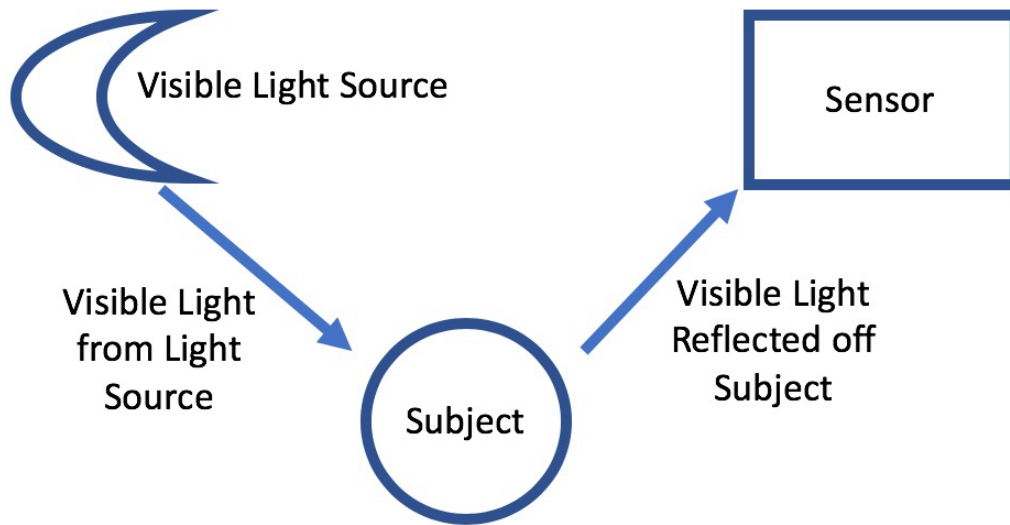 Visible Light Source
Sensor
Visible Light
from Light
Source
Visible Light
Reflected off
Subject
Subject